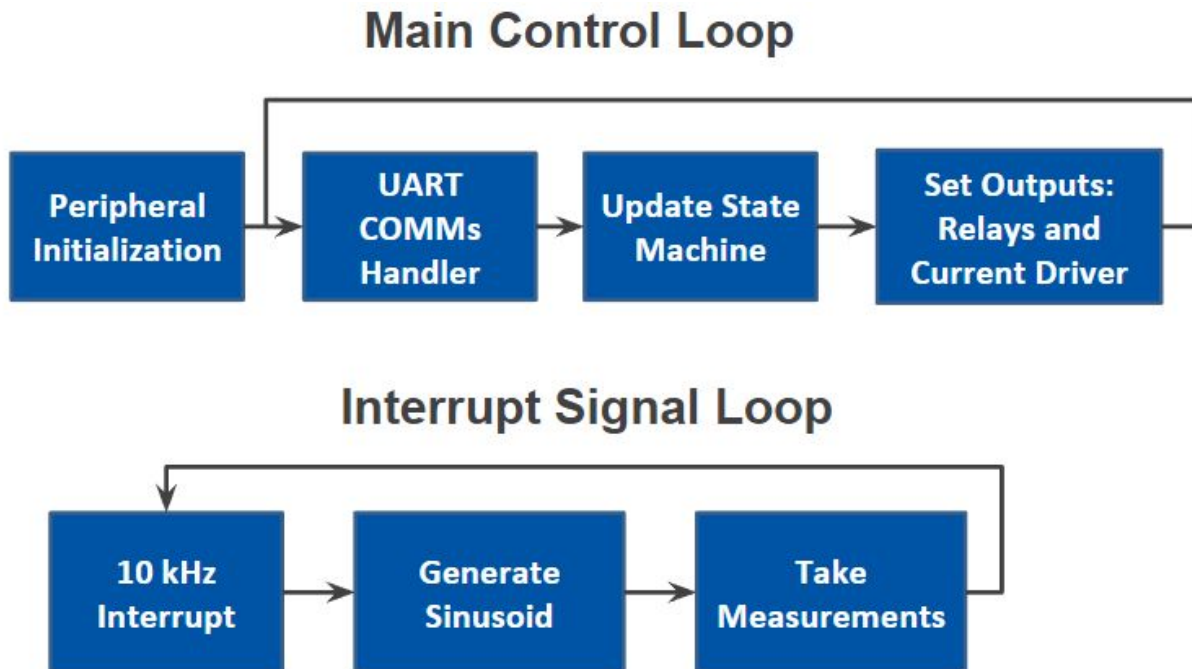 Main Control Loop
Peripheral
Initialization
UART
COMMs
Handler
Update State
Machine
Set Outputs:
Relays and
Current Driver
Interrupt Signal Loop
10 kHz
Interrupt
Generate
Sinusoid
Take
Measurements